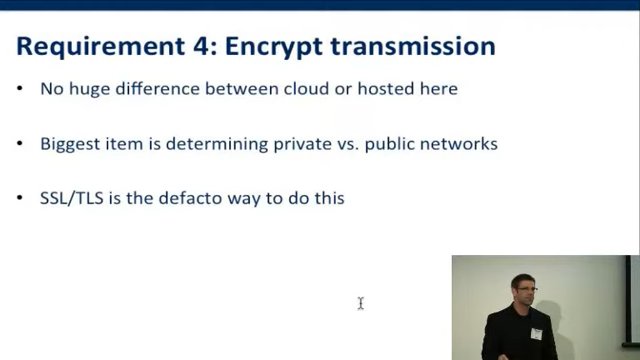 Requirement 4: Encrypt transmission
• No huge difference between cloud or hosted here
• Biggest item is determining private vs. public networks
• SSL/TLS is the defacto way to do this